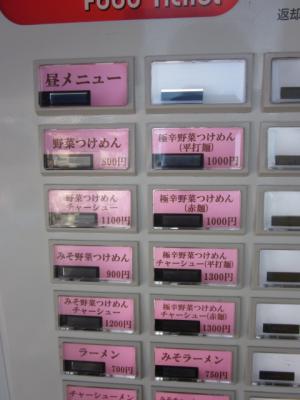 Food Ticket
返却
昼メニュー
野菜つけめん
800円
極辛野菜つけめん
(平打麺)
1000円
野菜つけめん
チャーシュー
1100円
極辛野菜つけめん
(赤麺)
1000円
みそ野菜つけめん
900円
極辛野菜つけめん
チャーシュー(平打麺)
1300円
みそ野菜つけめん
チャーシュー
1200円
極辛野菜つけめん
チャーシュー(赤麺)
1300円
ラーメン
700円
みそラーメン
750円
ラーメン